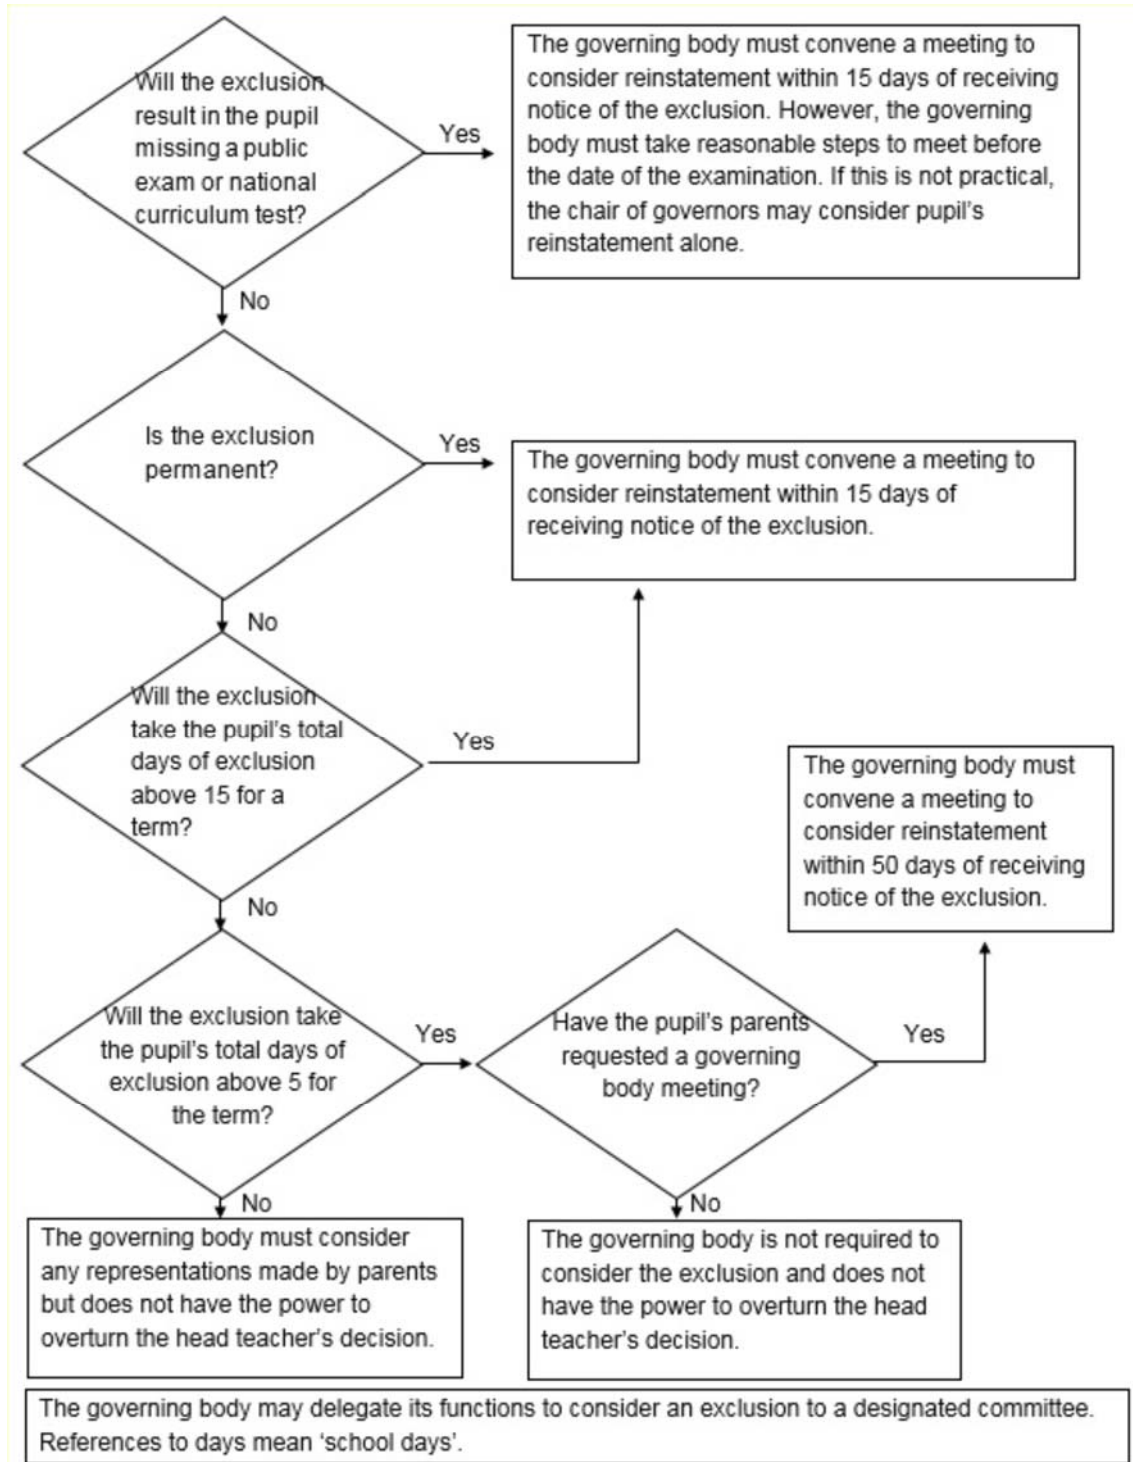 Will the exclusion
result in the pupil
missing a public
exam or national
curriculum test?
Yes
The governing body must convene a meeting to
consider reinstatement within 15 days of receiving
notice of the exclusion. However, the governing
body must take reasonable steps to meet before
the date of the examination. If this is not practical,
the chair of governors may consider pupil's
reinstatement alone.
No
Is the exclusion
permanent?
Yes
The governing body must convene a meeting to
consider reinstatement within 15 days of
receiving notice of the exclusion.
No
Will the exclusion
take the pupil's total
days of exclusion
above 15 for a
term?
Yes
The governing body must
convene a meeting to
consider reinstatement
within 50 days of receiving
notice of the exclusion.
No
Will the exclusion take
the pupil's total days of
exclusion above 5 for
the term?
Yes
Have the pupil's parents
requested a governing
body meeting?
Yes
No
The governing body must consider
any representations made by parents
but does not have the power to
overturn the head teacher's decision.
No
The governing body is not required to
consider the exclusion and does not
have the power to overturn the head
teacher's decision.
The governing body may delegate its functions to consider an exclusion to a designated committee.
References to days mean 'school days'.